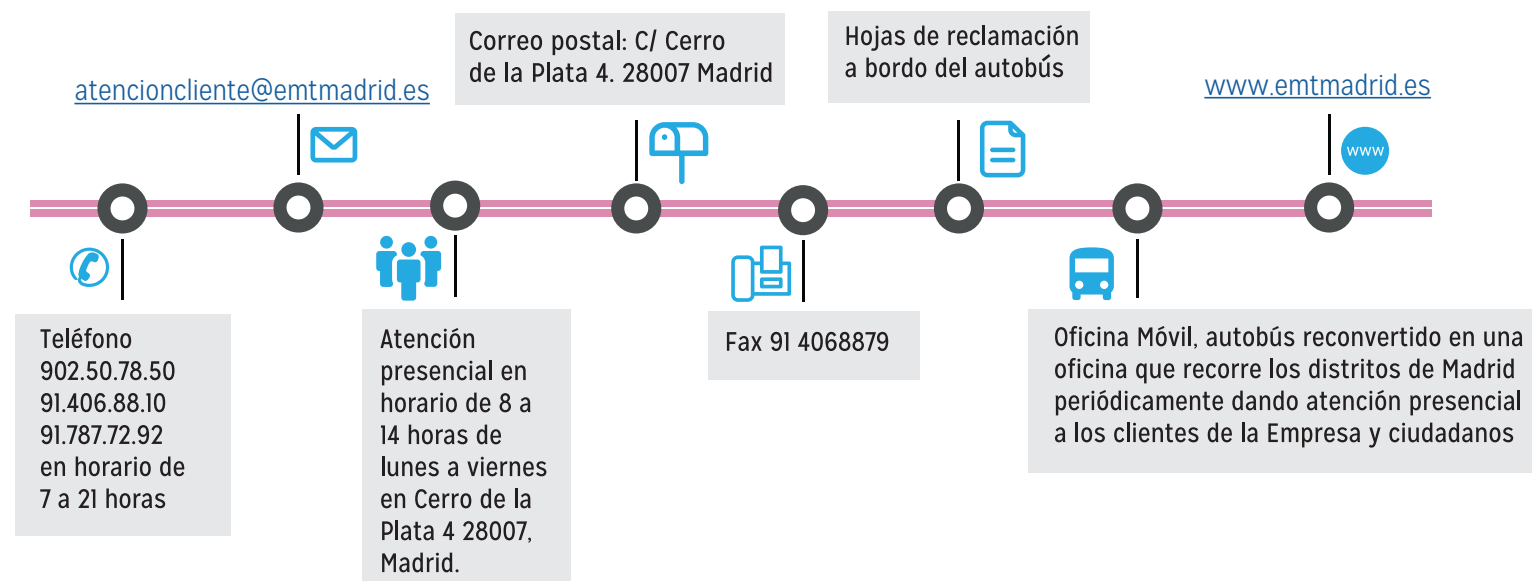 Correo postal: C/ Cerro
de la Plata 4. 28007 Madrid
Hojas de reclamación
a bordo del autobús
atencioncliente@emtmadrid.es
www.emtmadrid.es
www
Teléfono
902.50.78.50
91.406.88.10
91.787.72.92
en horario de
7 a 21 horas
Atención
presencial en
horario de 8 a
14 horas de
lunes a viernes
en Cerro de la
Plata 4 28007,
Madrid.
Fax 91 4068879
Oficina Móvil, autobús reconvertido en una
oficina que recorre los distritos de Madrid
periódicamente dando atención presencial
a los clientes de la Empresa y ciudadanos